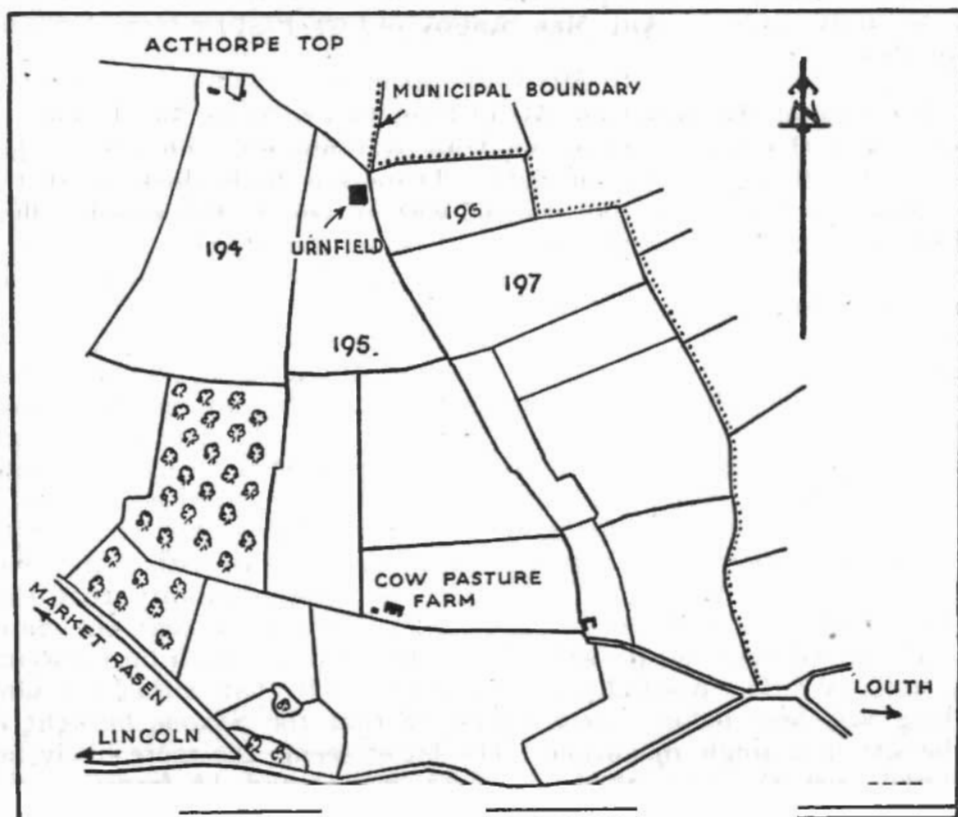 ACTHORPE TOP
MUNICIPAL BOUNDARY
196
194
URNFIELD
197
195.
COW PASTURE
FARM
MARKET RASEN
LOUTH
LINCOLN
N